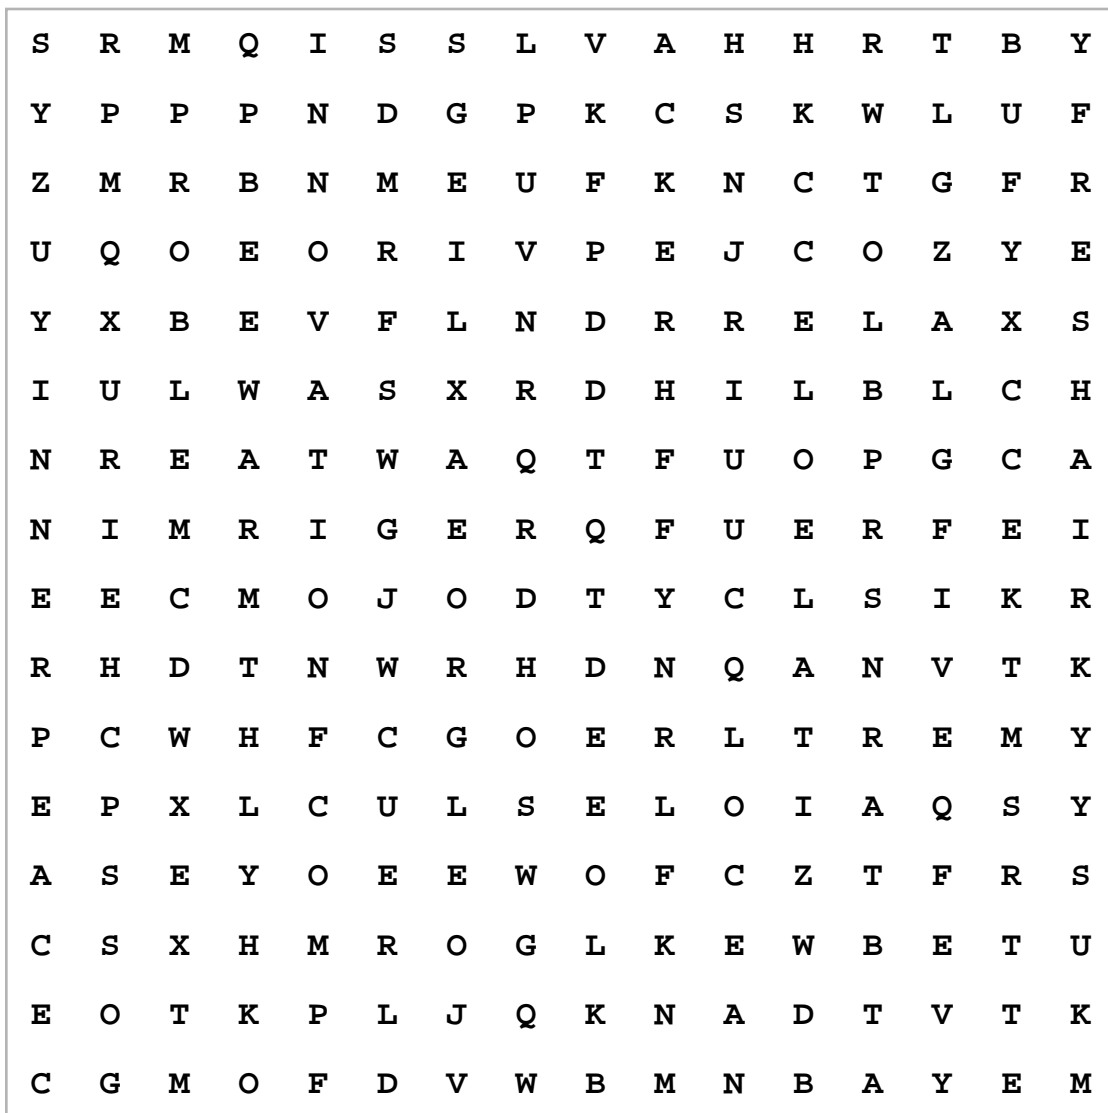 S R M Q I S S L V A H H R T B Y
Y P P P N D G P K C S K W L U F
Z M R B N M E U F K N C T G F R
U Q O E O R I V P E J C O Z Y E
Y X B E V F L N D R R E L A X S
I U L W A S X R D H I L B L C H
N R E A T W A Q T F U O P G C A
N I M R I G E R Q F U E R F E I
E E C M O J O D T Y C L S I K R
R H D T N W R H D N Q A N V T K
P C W H F C G O E R L T R E M Y
E P X L C U L S E L O I A Q S Y
A S E Y O E E W O F C Z T F R S
C S X H M R O G L K E W B E T U
E O T K P L J Q K N A D T V T K
C G M O F D V W B M N B A Y E M